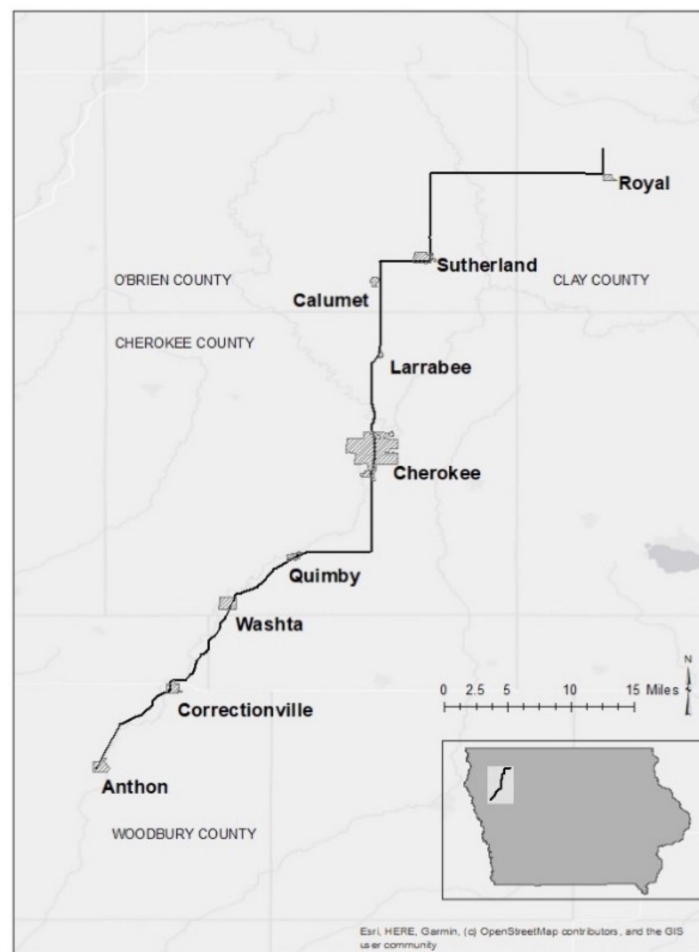 Royal
Sutherland
O'BRIEN COUNTY
CLAY COUNTY
Calumet
CHEROKEE COUNTY
Larrabee
Cherokee
Quimby
Washta
N
0 2.5 5 10 15 Miles
Correctionville
Anthon
WOODBURY COUNTY
Esri, HERE, Garmin, (c) OpenStreetMap contributors, and the GIS
user community